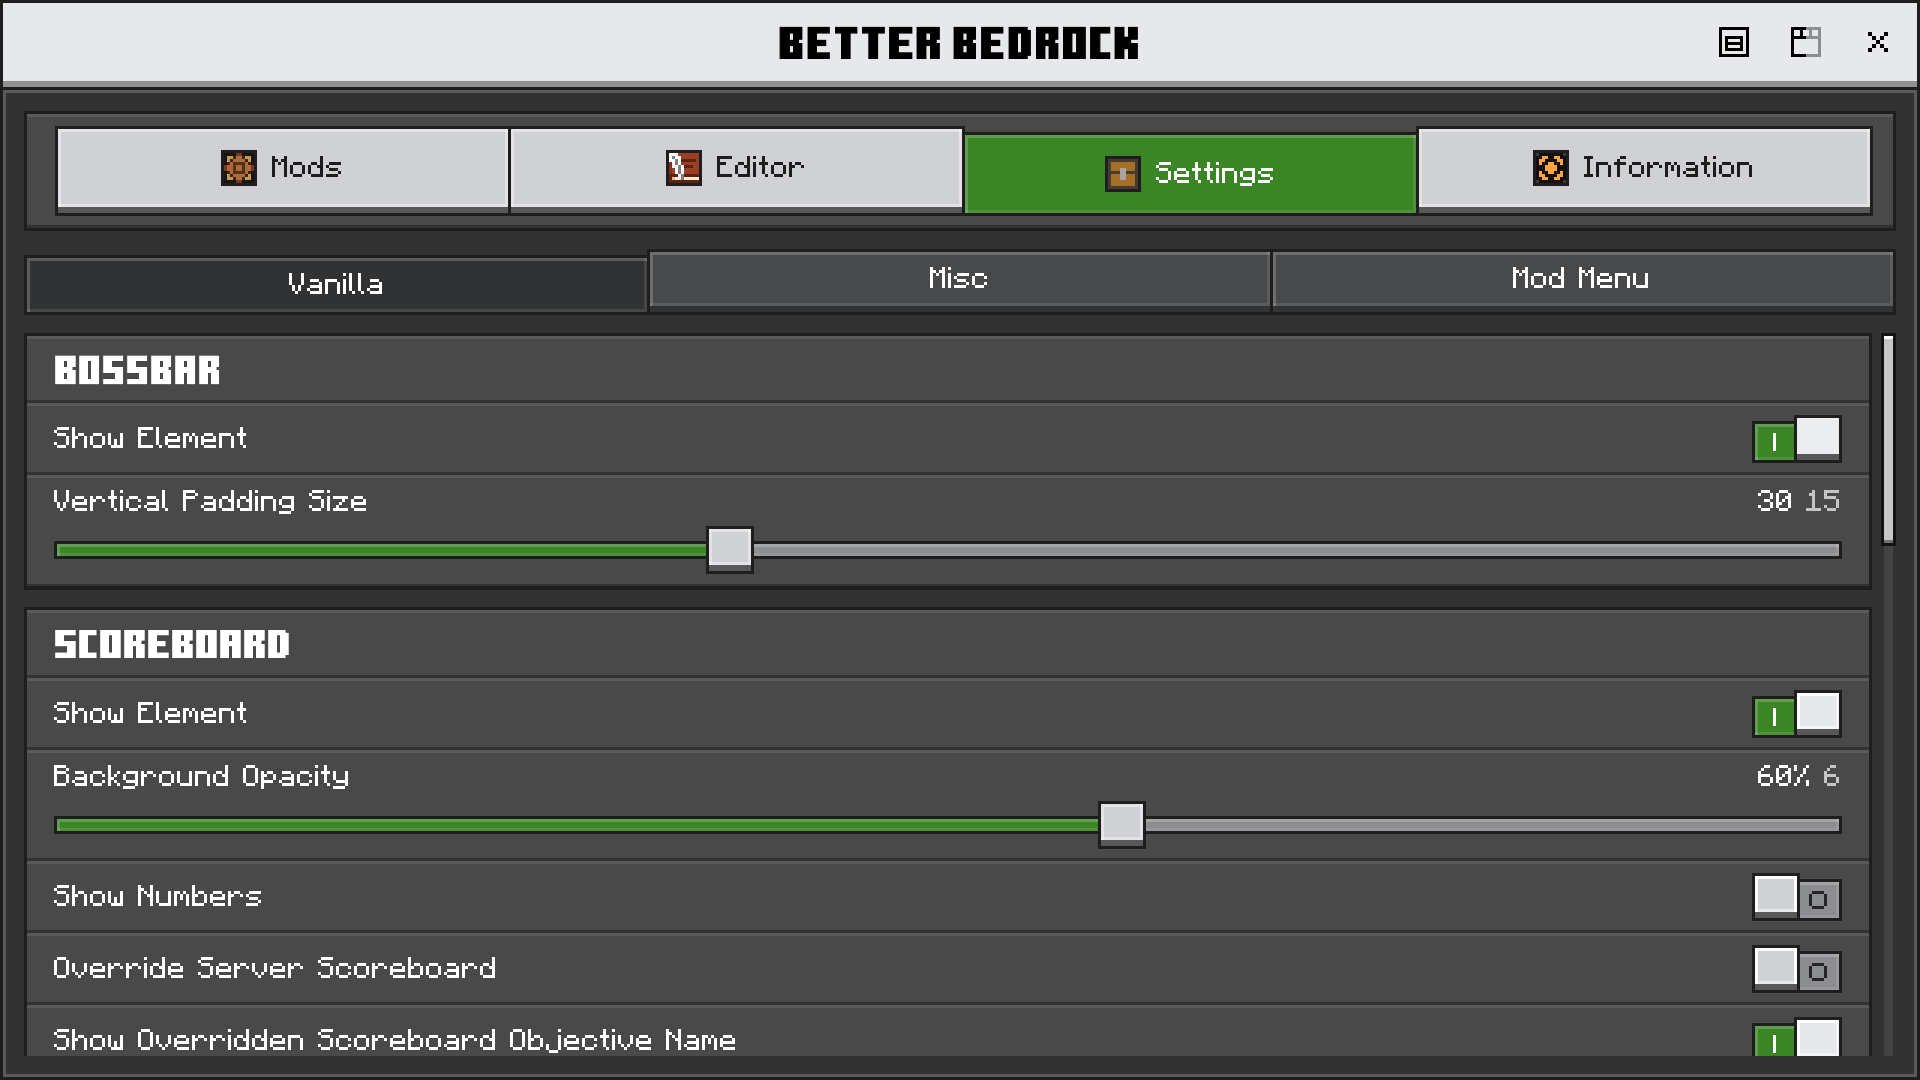 BETTER BEDROCK
Mods
Editor
Settings
Information
Vanilla
Misc
Mod Menu
BOSSBAR
Show Element
Vertical Padding Size
30 15
SCOREBOARD
Show Element
Background Opacity
60% 6
Show Numbers
Override Server Scoreboard
Show Overridden Scoreboard Objective Name